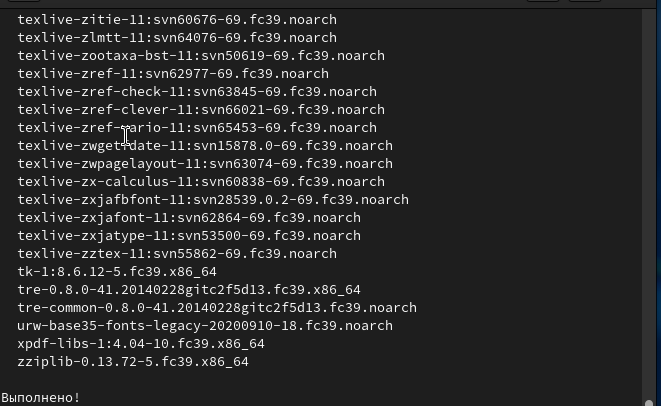 texlive-zitie-11:svn60676-69.fc39.noarch
texlive-zlmtt-11:svn64076-69.fc39.noarch
texlive-zootaxa-bst-11:svn50619-69.fc39.noarch
texlive-zref-11:svn62977-69.fc39.noarch
texlive-zref-check-11:svn63845-69.fc39.noarch
texlive-zref-clever-11:svn66021-69.fc39.noarch
texlive-zref-vario-11:svn65453-69.fc39.noarch
texlive-zwgetfdate-11:svn15878.0-69.fc39.noarch
texlive-zwpagelayout-11:svn63074-69.fc39.noarch
texlive-zx-calculus-11:svn60838-69.fc39.noarch
texlive-zxjafbfont-11:svn28539.0.2-69.fc39.noarch
texlive-zxjafont-11:svn62864-69.fc39.noarch
texlive-zxjatype-11:svn53500-69.fc39.noarch
texlive-zztex-11:svn55862-69.fc39.noarch
tk-1:8.6.12-5.fc39.x86_64
tre-0.8.0-41.20140228gitc2f5d13.fc39.x86_64
tre-common-0.8.0-41.20140228gitc2f5d13.fc39.noarch
urw-base35-fonts-legacy-20200910-18.fc39.noarch
xpdf-libs-1:4.04-10.fc39.x86_64
zziplib-0.13.72-5.fc39.x86_64
Выполнено!